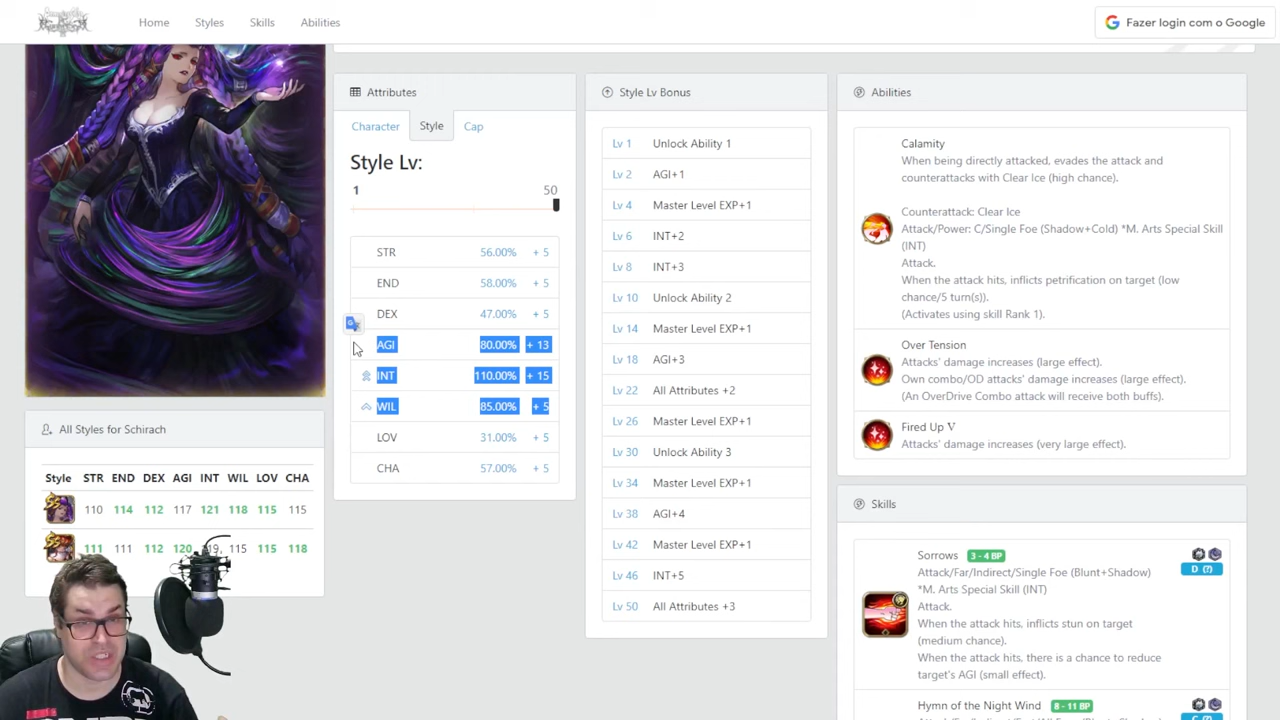 Home Styles Skills Abilities
Fazer login com o Google
Attributes
Character Style Cap
Style Lv:
1 50
STR 56.00% + 5
END 58.00% + 5
DEX 47.00% + 5
AGI 80.00% + 13
INT 110.00% + 15
WIL 85.00% + 5
LOV 31.00% + 5
CHA 57.00% + 5
All Styles for Schirach
Style STR END DEX AGI INT WIL LOV CHA
SS 110 114 112 117 121 118 115 115
SS 111 111 112 120 115 115 118
Style Lv Bonus
Lv 1 Unlock Ability 1
Lv 2 AGI+1
Lv 4 Master Level EXP+1
Lv 6 INT+2
Lv 8 INT+3
Lv 10 Unlock Ability 2
Lv 14 Master Level EXP+1
Lv 18 AGI+3
Lv 22 All Attributes +2
Lv 26 Master Level EXP+1
Lv 30 Unlock Ability 3
Lv 34 Master Level EXP+1
Lv 38 AGI+4
Lv 42 Master Level EXP+1
Lv 46 INT+5
Lv 50 All Attributes +3
Abilities
Calamity
When being directly attacked, evades the attack and
counterattacks with Clear Ice (high chance).
Counterattack: Clear Ice
Attack/Power: C/Single Foe (Shadow+Cold) *M. Arts Special Skill
(INT)
Attack.
When the attack hits, inflicts petrification on target (low
chance/5 turn(s)).
(Activates using skill Rank 1).
Over Tension
Attacks' damage increases (large effect).
Own combo/OD attacks' damage increases (large effect).
(An OverDrive Combo attack will receive both buffs).
Fired Up Ⅴ
Attacks' damage increases (very large effect).
Skills
Sorrows 3 - 4 BP
D (7)
Attack/Far/Indirect/Single Foe (Blunt+Shadow)
*M. Arts Special Skill (INT)
Attack.
When the attack hits, inflicts stun on target
(medium chance).
When the attack hits, there is a chance to reduce
target's AGI (small effect).
Hymn of the Night Wind 8 - 11 BP